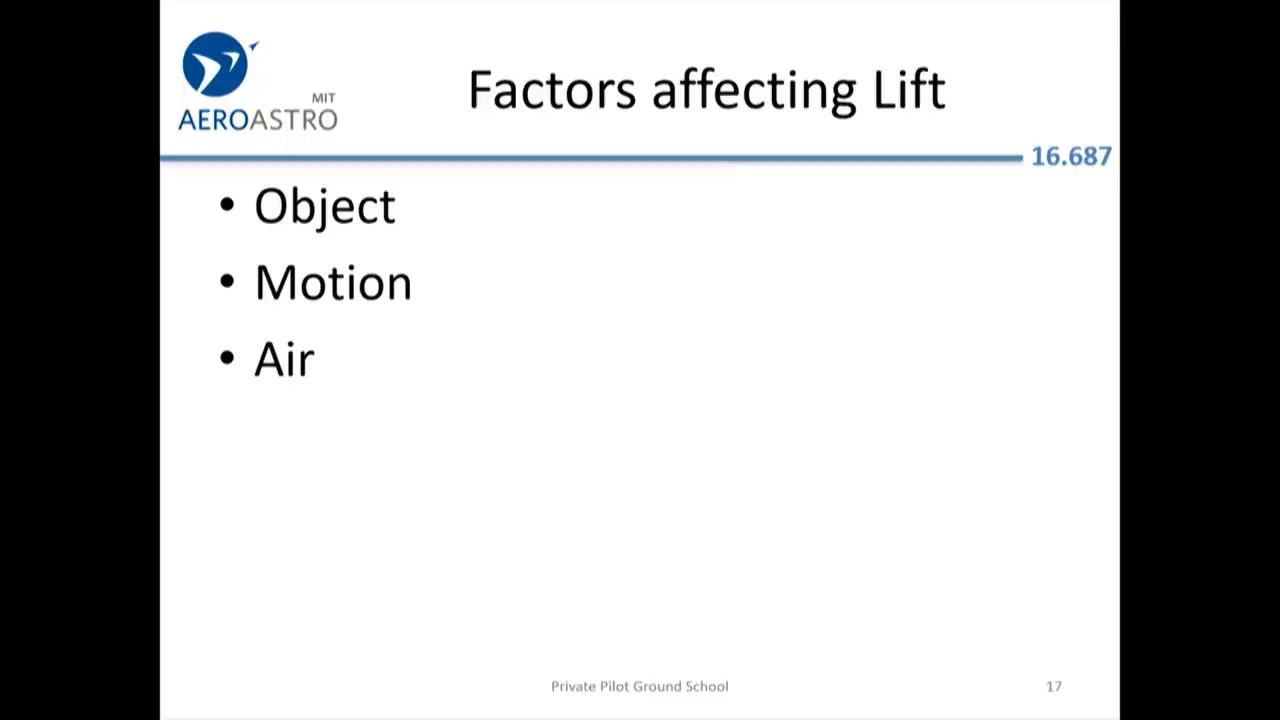 MIT
AEROASTRO
Factors affecting Lift
16.687
• Object
• Motion
• Air
Private Pilot Ground School
17